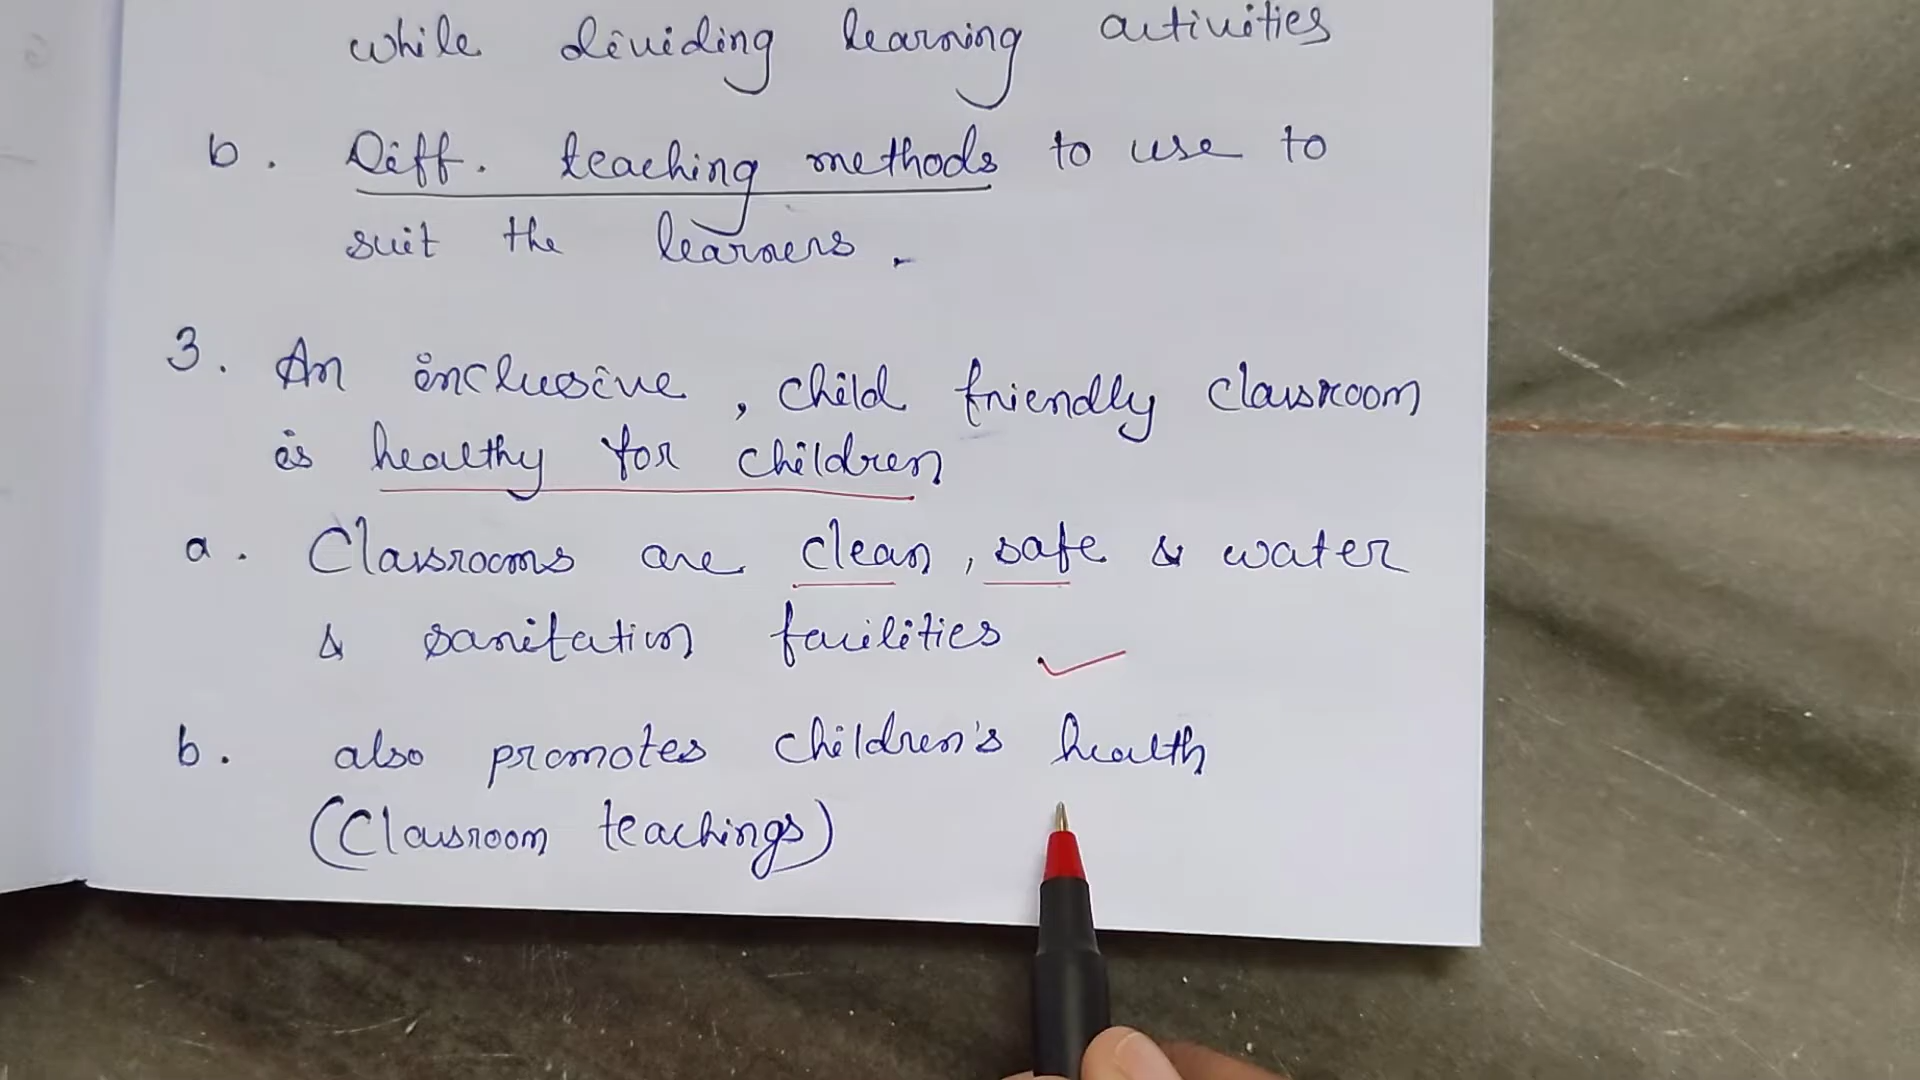 while dividing learning activities
b. Diff. teaching methods to use to
suit the learners.
3. An inclusive, child friendly classroom
is healthy for children
a. Classrooms are clean, safe & water
& sanitation facilities
b. also promotes children's health
(Classroom teachings)